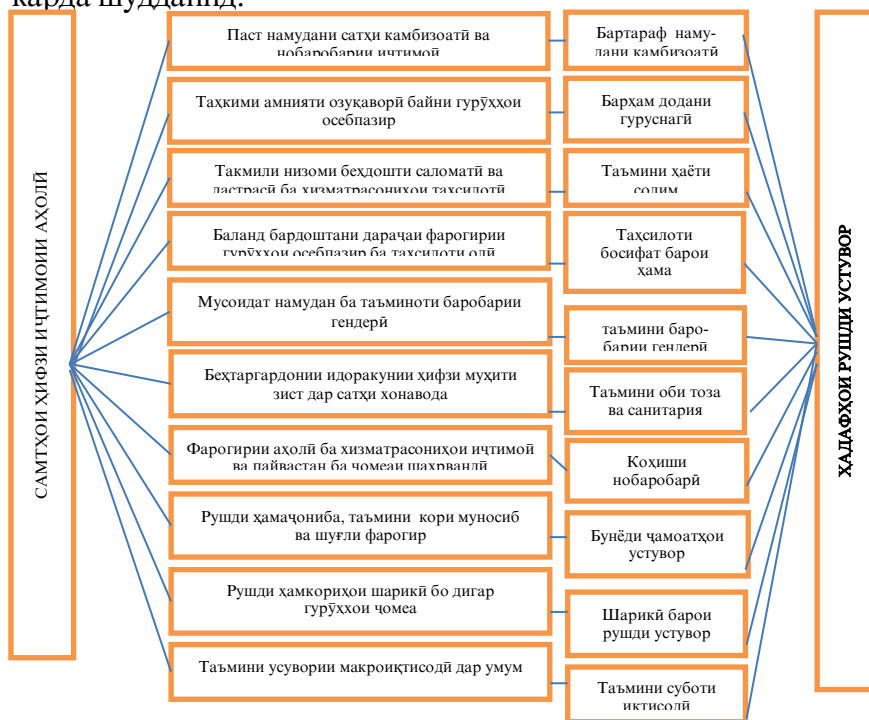 карда шуддаанд.
САМТҲОИ ҲИФЗИ ИҶТИМОИИ АҲОЛӢ
Паст намудани сатҳи камбизоатӣ ва
нобаробарии иҷтимоӣ
Бартараф наму-
дани камбизоатӣ
Таҳкими амнияти озуқаворӣ байни гурӯҳҳои
осебпазир
Барҳам додани
гуруснагӣ
Такмили низоми беҳдошти саломатӣ ва
дастрасӣ ба хизматрасониҳои таҳсилотӣ
Таъмини ҳаёти
солим
Баланд бардоштани дараҷаи фарогирии
гурӯҳҳои осебпазир ба таҳсилоти олӣ
Таҳсилоти
босифат барои
ҳама
Мусоидат намудан ба таъминоти баробарии
гендерӣ
таъмини баро-
барии гендерӣ
Беҳтаргардонии идоракунии ҳифзи муҳити
зист дар сатҳи хонавода
Таъмини оби тоза
ва санитария
Фарогирии аҳолӣ ба хизматрасониҳои иҷтимоӣ
ва пайвастан ба ҷомеаи шаҳрвандӣ
Коҳиши
нобаробарӣ
Рушди ҳамаҷониба, таъмини кори муносиб
ва шуғли фарогир
Бунёди ҷамоатҳои
устувор
Рушди ҳамкориҳои шарикӣ бо дигар
гурӯҳҳои ҷомеа
Шарикӣ барои
рушди устувор
Таъмини усувории макроиқтисодӣ дар умум
Таъмини суботи
иқтисодӣ
ҲАДАФҲОИ РУШДИ УСТУВОР